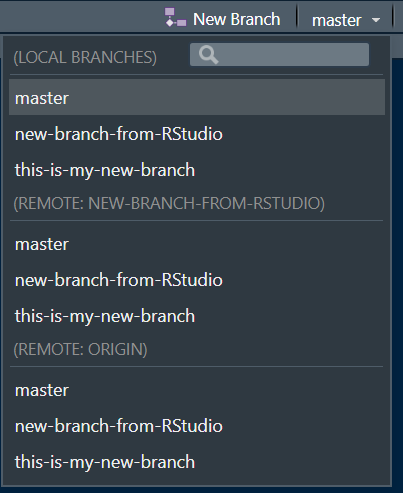 New Branch master
(LOCAL BRANCHES)
master
new-branch-from-RStudio
this-is-my-new-branch
(REMOTE: NEW-BRANCH-FROM-RSTUDIO)
master
new-branch-from-RStudio
this-is-my-new-branch
(REMOTE: ORIGIN)
master
new-branch-from-RStudio
this-is-my-new-branch